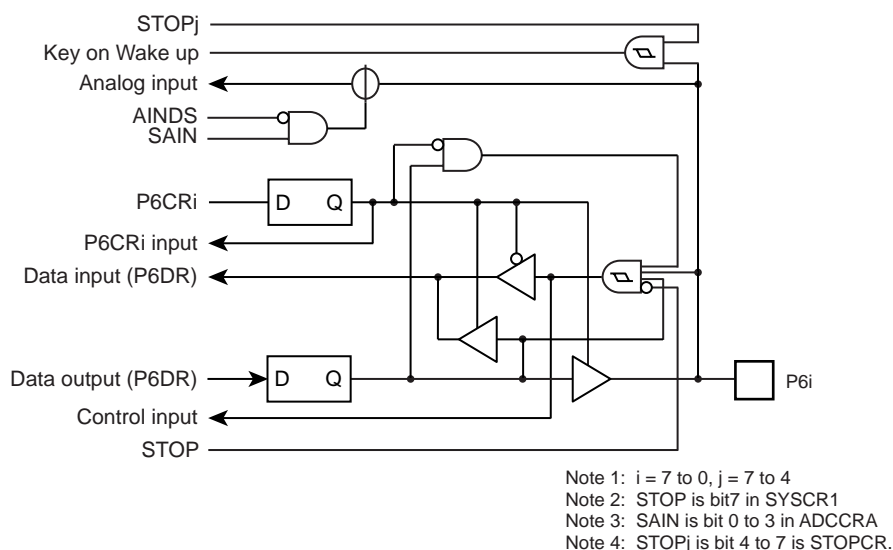 STOPj
Key on Wake up
Analog input
AINDS
SAIN
P6CRi
D Q
P6CRi input
Data input (P6DR)
Data output (P6DR)
D Q
P6i
Control input
STOP
Note 1: i = 7 to 0, j = 7 to 4
Note 2: STOP is bit7 in SYSCR1
Note 3: SAIN is bit 0 to 3 in ADCCRA
Note 4: STOPj is bit 4 to 7 is STOPCR.